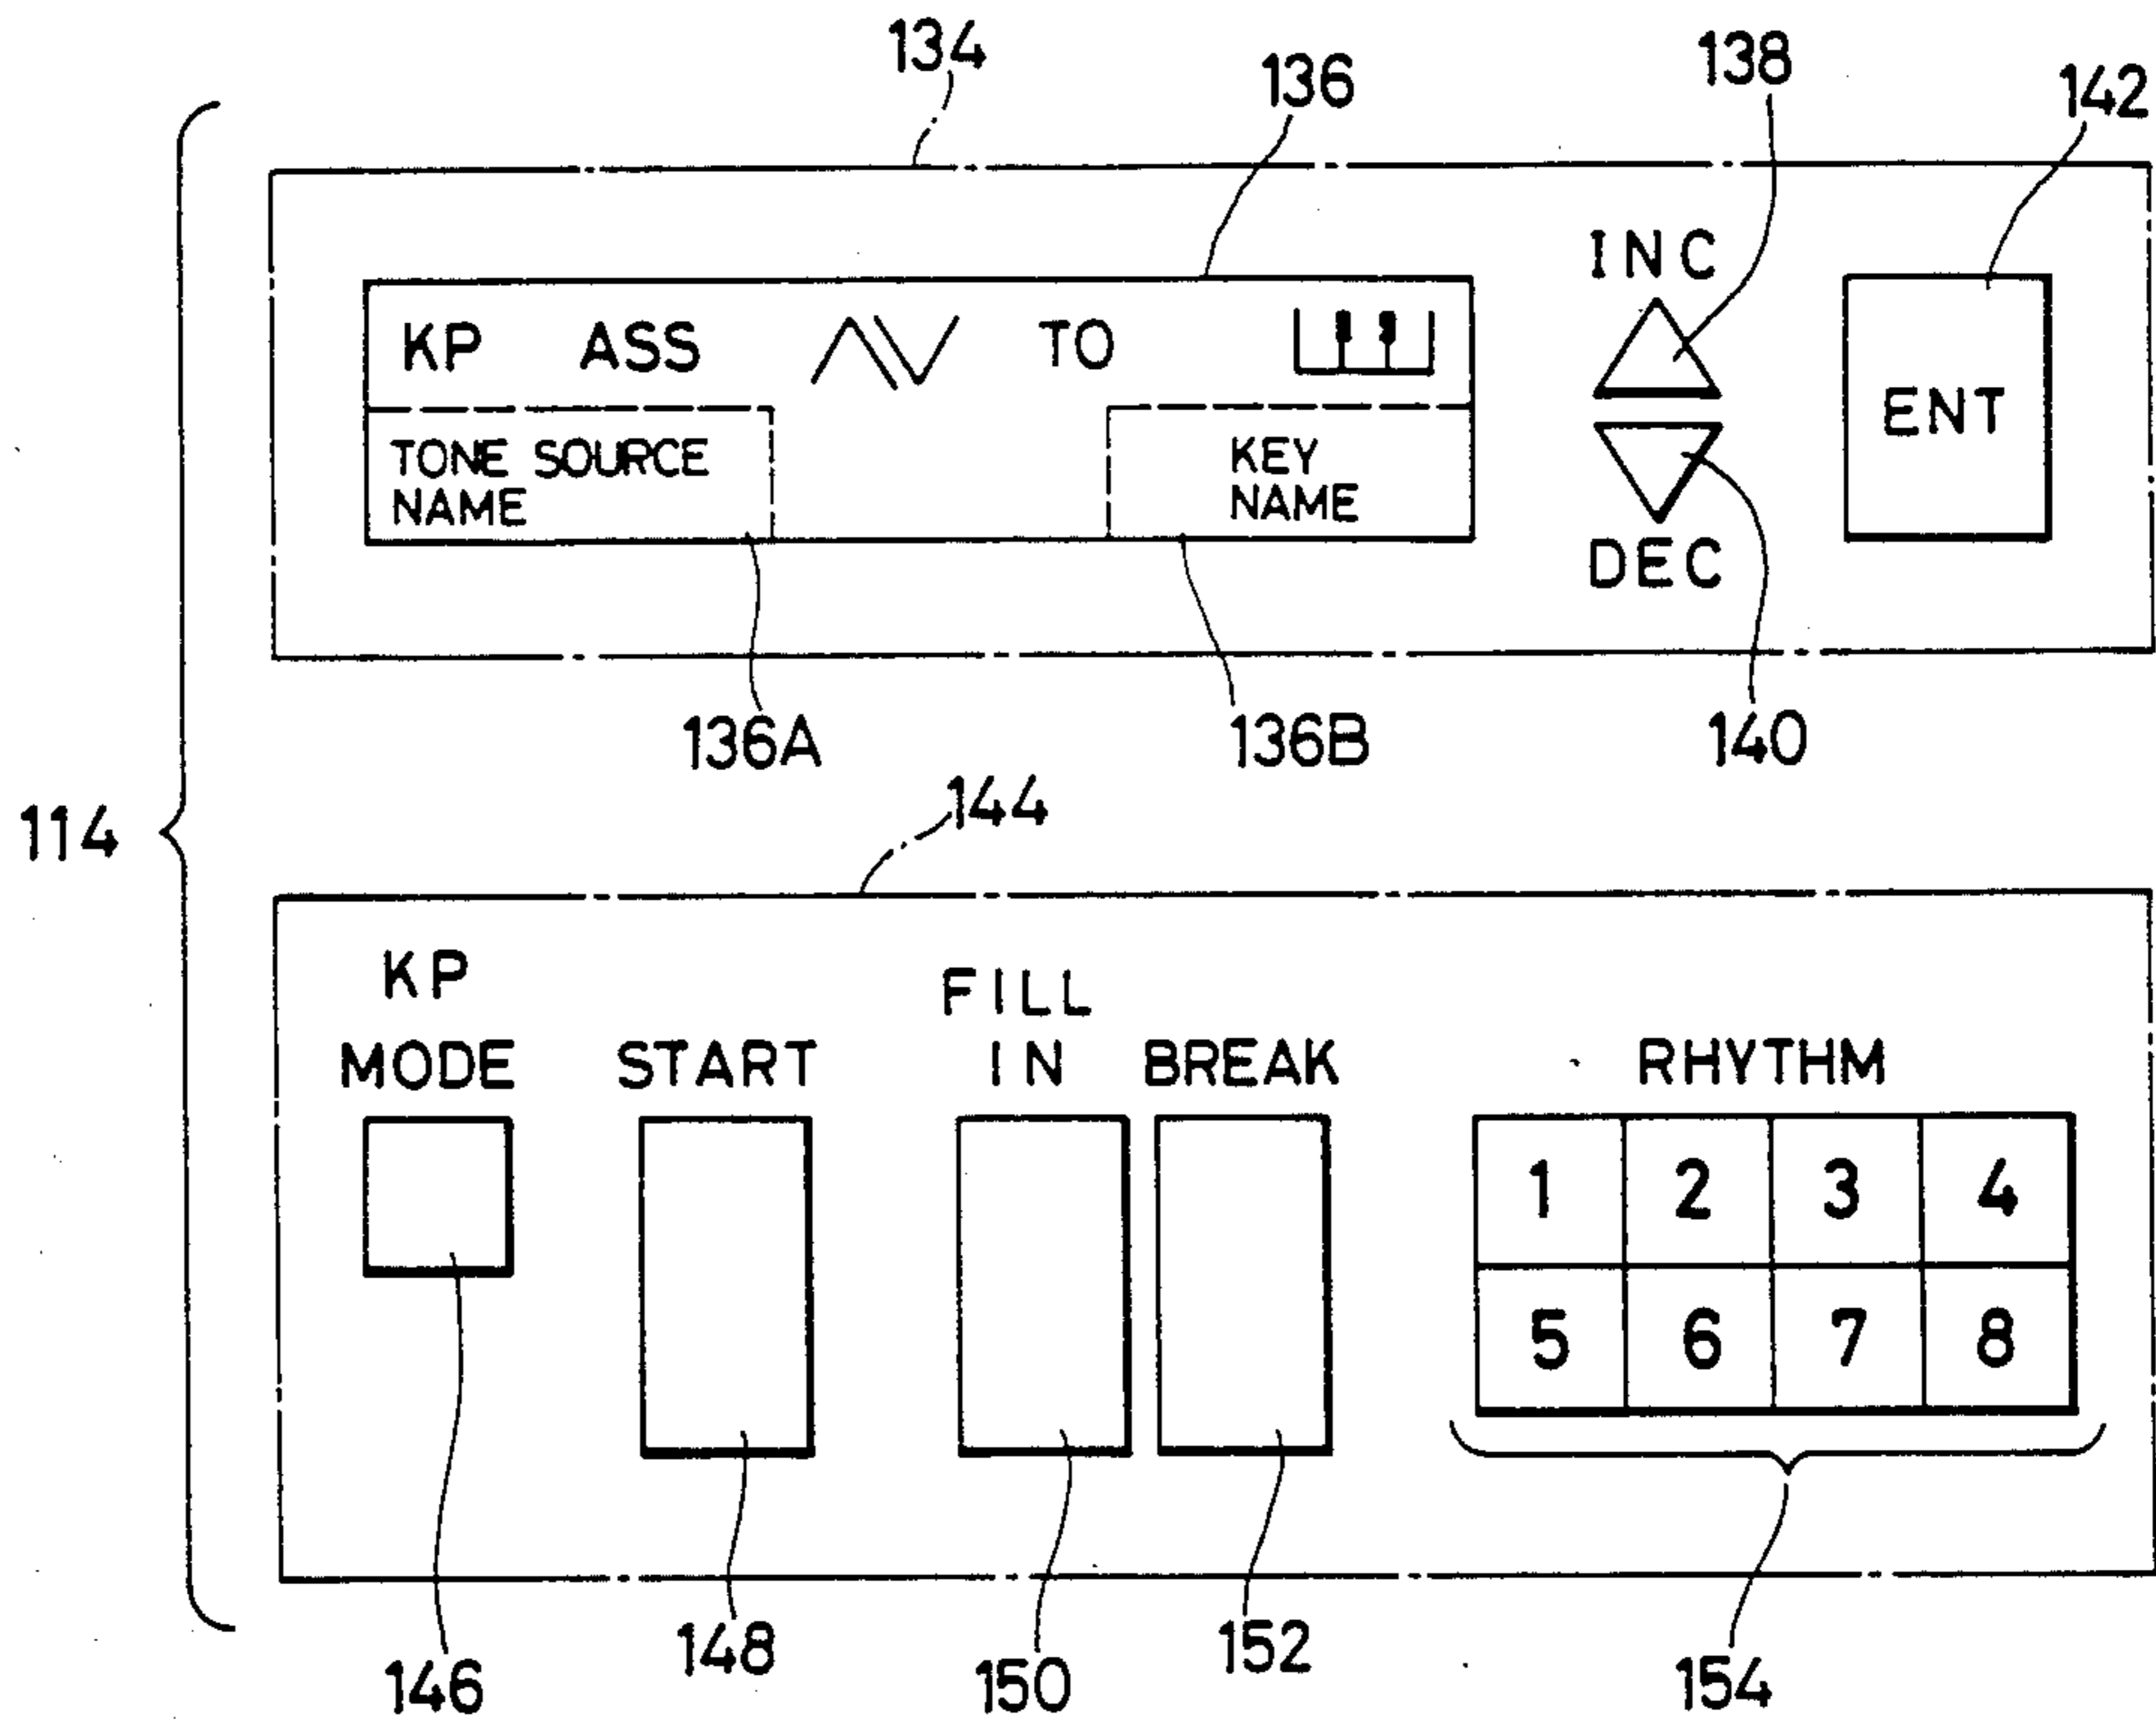 134
136
138
142
INC
KP ASS TO
ENT
TONE SOURCE
NAME
KEY
NAME
DEC
136A
136B
140
114
144
KP
MODE
START
FILL
IN
BREAK
RHYTHM
1 2 3 4
5 6 7 8
146
148
150
152
154